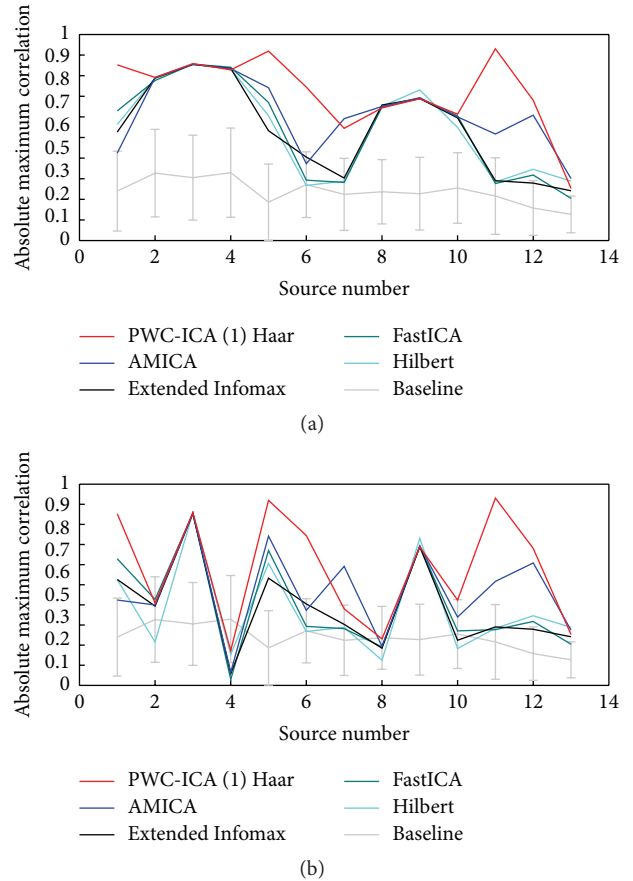 1
0.9
0.8
0.7
0.6
0.5
0.4
0.3
0.2
0.1
0
Absolute maximum correlation
0 2 4 6 8 10 12 14
Source number
PWC-ICA (1) Haar
AMICA
Extended Infomax
FastICA
Hilbert
Baseline
(a)
1
0.9
0.8
0.7
0.6
0.5
0.4
0.3
0.2
0.1
0
Absolute maximum correlation
0 2 4 6 8 10 12 14
Source number
PWC-ICA (1) Haar
AMICA
Extended Infomax
FastICA
Hilbert
Baseline
(b)